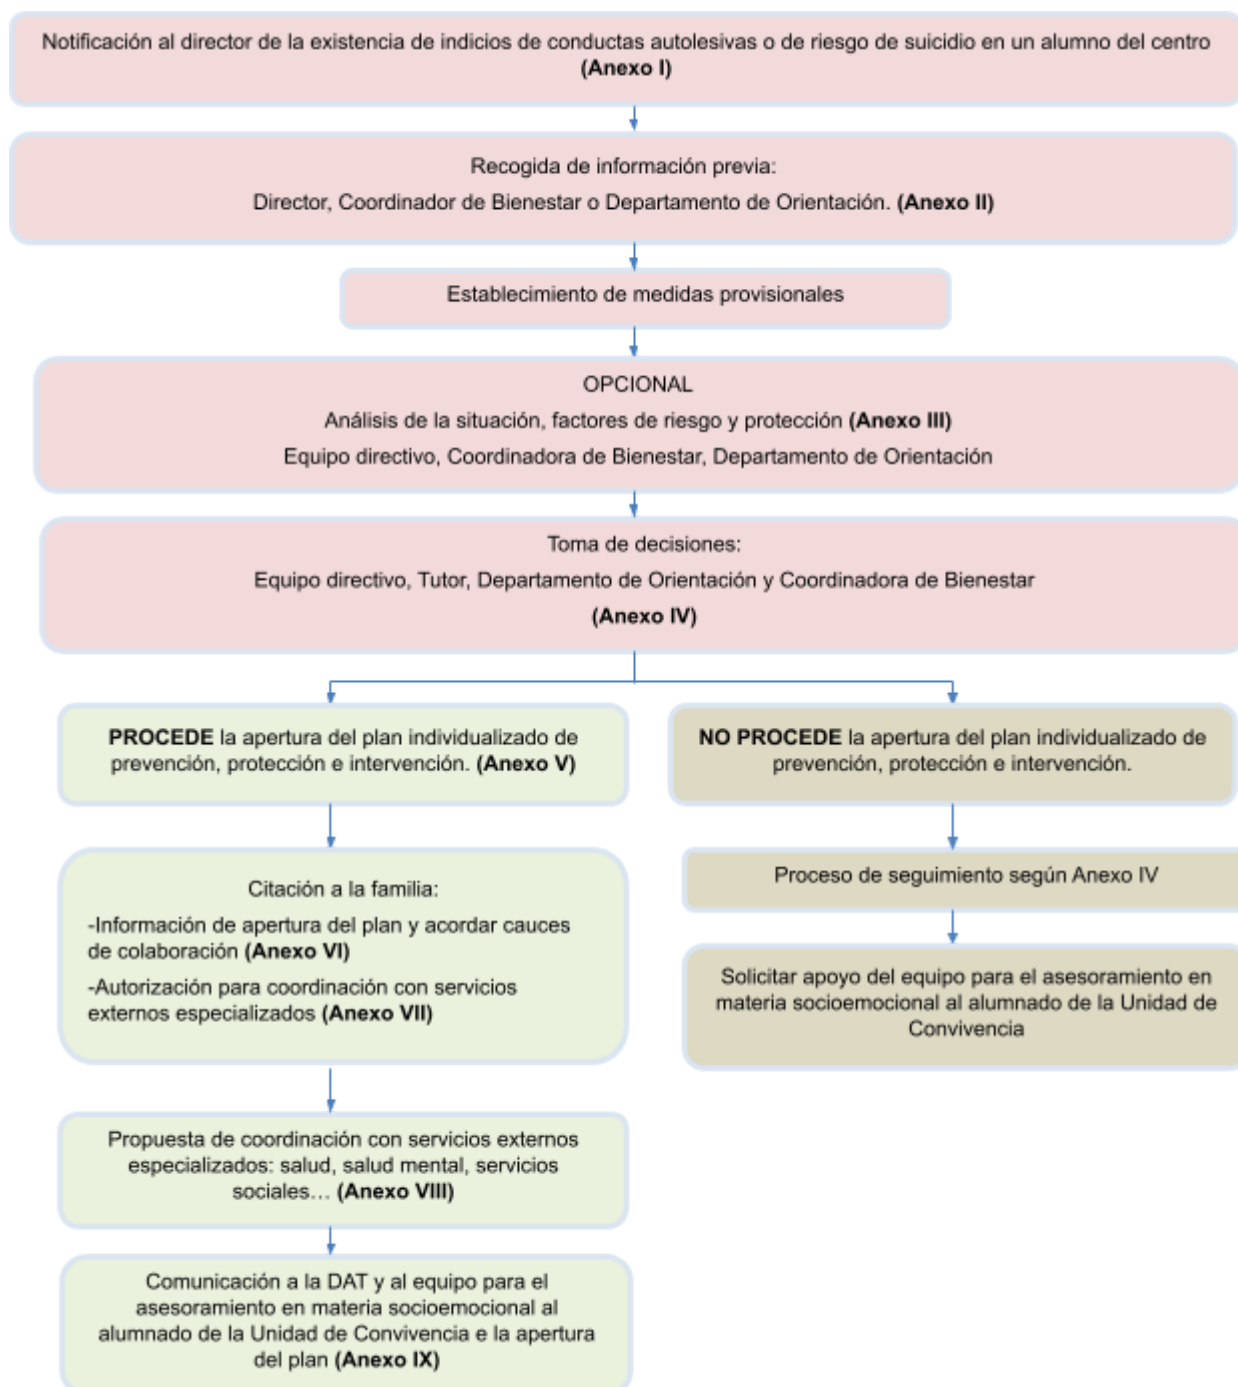 Notificación al director de la existencia de indicios de conductas autolesivas o de riesgo de suicidio en un alumno del centro
(Anexo I)
Recogida de información previa:
Director, Coordinador de Bienestar o Departamento de Orientación. (Anexo II)
Establecimiento de medidas provisionales
OPCIONAL
Análisis de la situación, factores de riesgo y protección (Anexo III)
Equipo directivo, Coordinadora de Bienestar, Departamento de Orientación
Toma de decisiones:
Equipo directivo, Tutor, Departamento de Orientación y Coordinadora de Bienestar
(Anexo IV)
PROCEDE la apertura del plan individualizado de
prevención, protección e intervención. (Anexo V)
Citación a la familia:
-Información de apertura del plan y acordar cauces
de colaboración (Anexo VI)
-Autorización para coordinación con servicios
externos especializados (Anexo VII)
Propuesta de coordinación con servicios externos
especializados: salud, salud mental, servicios
sociales… (Anexo VIII)
Comunicación a la DAT y al equipo para el
asesoramiento en materia socioemocional al
alumnado de la Unidad de Convivencia e la apertura
del plan (Anexo IX)
NO PROCEDE la apertura del plan individualizado de
prevención, protección e intervención.
Proceso de seguimiento según Anexo IV
Solicitar apoyo del equipo para el asesoramiento en
materia socioemocional al alumnado de la Unidad de
Convivencia